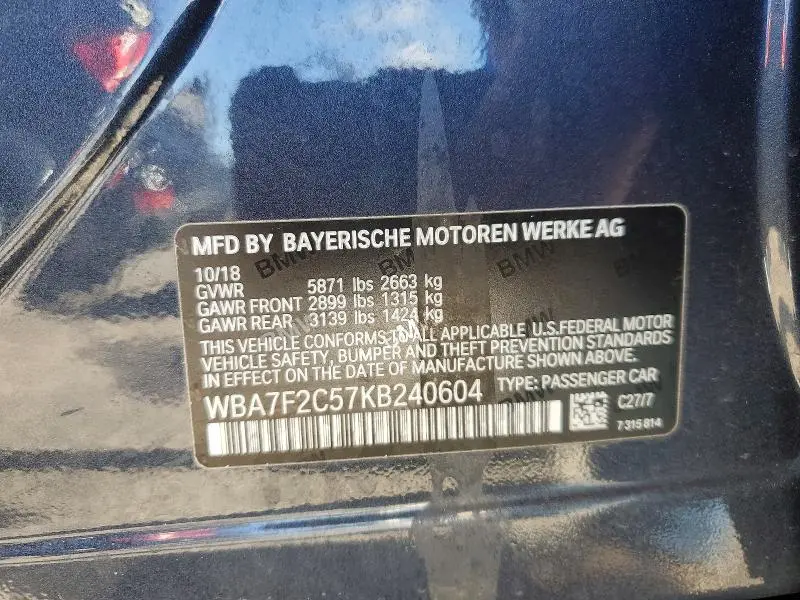 MFD BY BAYERISCHE MOTOREN WERKE AG
10/18
GVWR 5871 lbs 2663 kg
GAWR FRONT 2899 lbs 1315 kg
GAWR REAR 3139 lbs 1424 kg
THIS VEHICLE CONFORMS TO ALL APPLICABLE U.S.FEDERAL MOTOR
VEHICLE SAFETY, BUMPER AND THEFT PREVENTION STANDARDS
IN EFFECT ON THE DATE OF MANUFACTURE SHOWN ABOVE.
WBA7F2C57KB240604 TYPE: PASSENGER CAR
C27/7
7 315 814
BMW
BMW
BMW